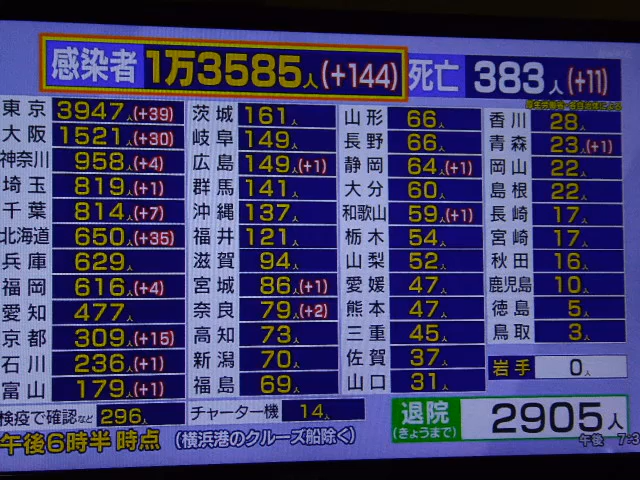 感染者 1万3585人(+144) 死亡 383人(+11)
東京 3947人(+39) 茨城 161人 山形 66人 香川 28人
大阪 1521人(+30) 岐阜 149人 長野 66人 青森 23人(+1)
神奈川 958人(+4) 広島 149人(+1) 静岡 64人(+1) 岡山 22人
埼玉 819人(+1) 群馬 141人 大分 60人 島根 22人
千葉 814人(+7) 沖縄 137人 和歌山 59人(+1) 長崎 17人
北海道 650人(+35) 福井 121人 栃木 54人 宮崎 17人
兵庫 629人 滋賀 94人 山梨 52人 秋田 16人
福岡 616人(+4) 宮城 86人(+1) 愛媛 47人 鹿児島 10人
愛知 477人 奈良 79人(+2) 熊本 47人 徳島 5人
京都 309人(+15) 高知 73人 三重 45人 鳥取 3人
石川 236人(+1) 新潟 70人 佐賀 37人 岩手 0人
富山 179人(+1) 福島 69人 山口 31人
検疫で確認など 296人 チャーター機 14人 退院(きょうまで) 2905人
午後6時半時点 (横浜港のクルーズ船除く) 午後 7:3